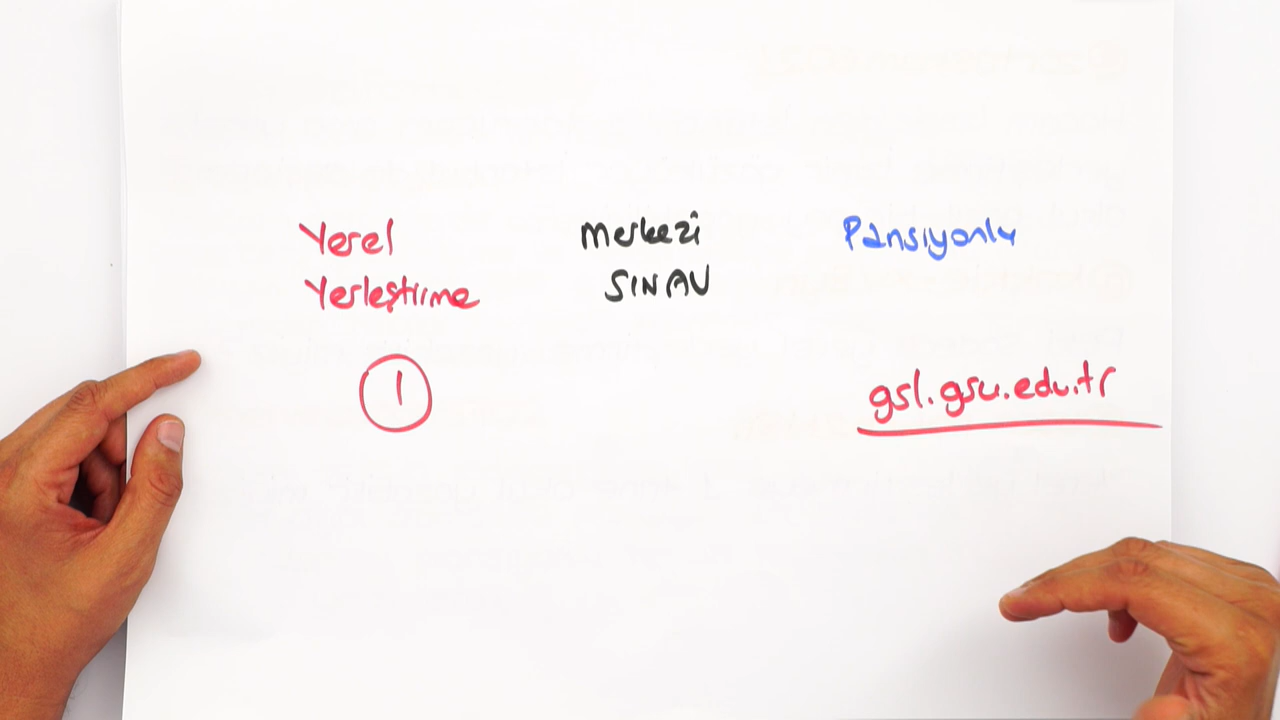 Yerel
Yerleştirme
1
Merkezi
SINAV
Pansiyonlu
gsl.gsu.edu.tr